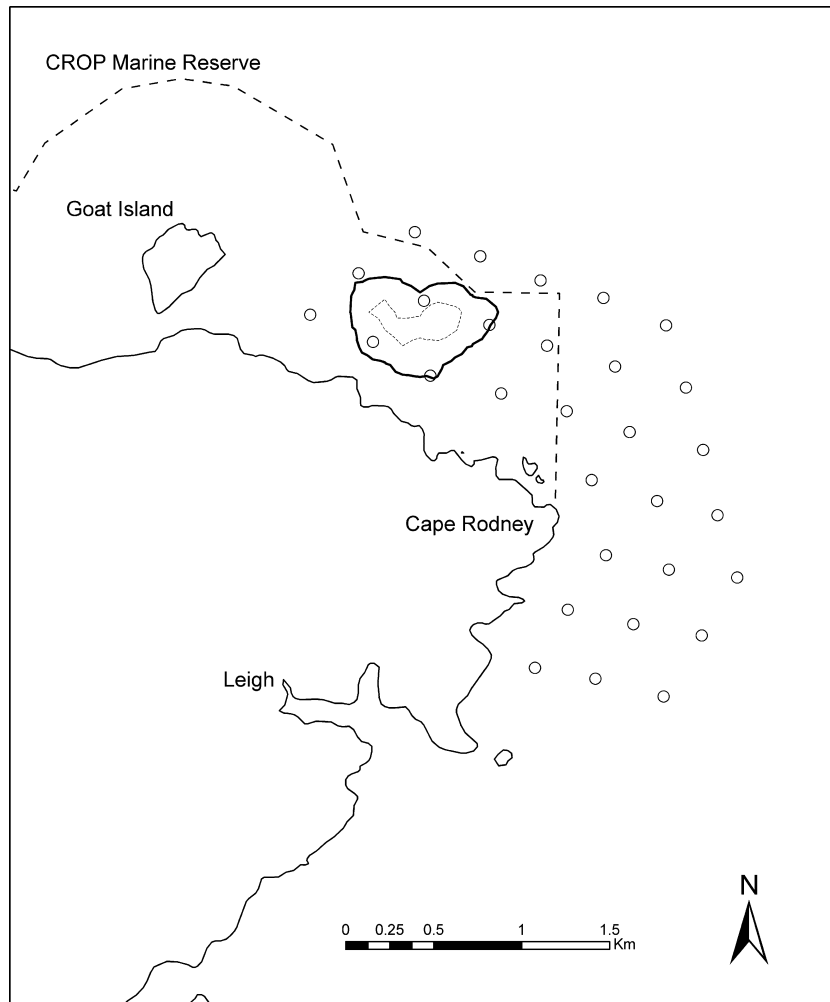 CROP Marine Reserve
Goat Island
Cape Rodney
Leigh
N
0 0.25 0.5 1 1.5
Km